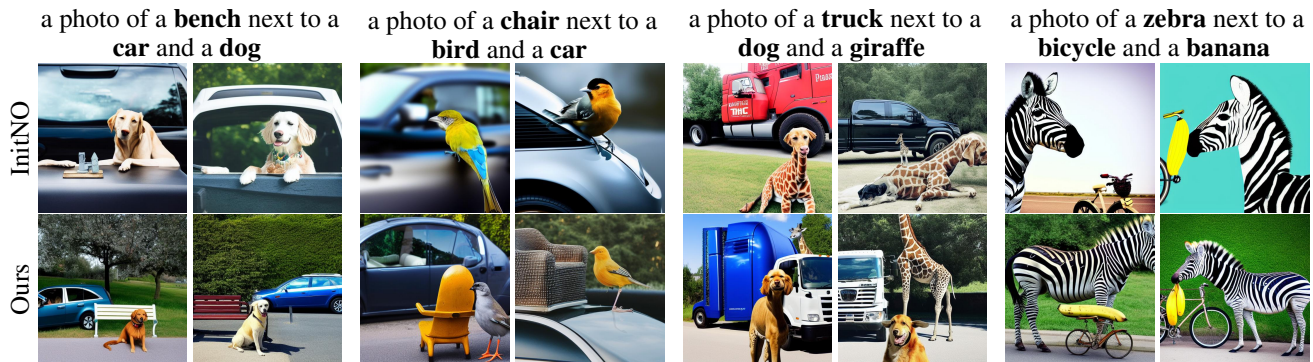 a photo of a bench next to a
car and a dog
a photo of a chair next to a
bird and a car
a photo of a truck next to a
dog and a giraffe
a photo of a zebra next to a
bicycle and a banana
InitNO
Ours